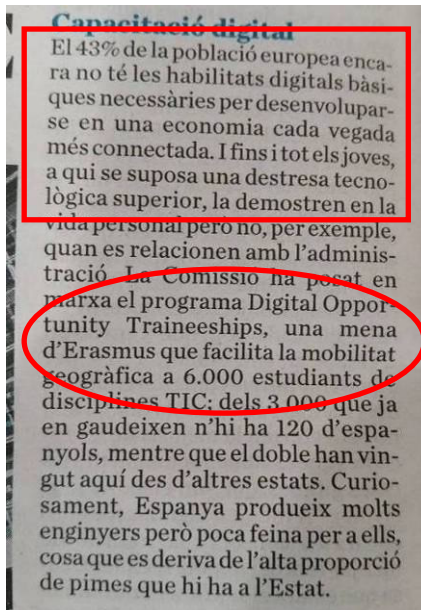 Capacitació digital
El 43% de la població europea enca-
ra no té les habilitats digitals bàsi-
ques necessàries per desenvolupar-
se en una economia cada vegada
més connectada. I fins i tot els joves,
a qui se suposa una destresa tecno-
lògica superior, la demostren en la
vida personal però no, per exemple,
quan es relacionen amb l'adminis-
tració. La Comissió ha posat en
marxa el programa Digital Oppor-
tunity Traineeships, una mena
d'Erasmus que facilita la mobilitat
geogràfica a 6.000 estudiants de
disciplines TIC; dels 3.000 que ja
en gaudeixen n'hi ha 120 d'espa-
nyols, mentre que el doble han vin-
gut aquí des d'altres estats. Curio-
sament, Espanya produeix molts
enginyers però poca feina per a ells,
cosa que es deriva de l'alta proporció
de pimes que hi ha a l'Estat.